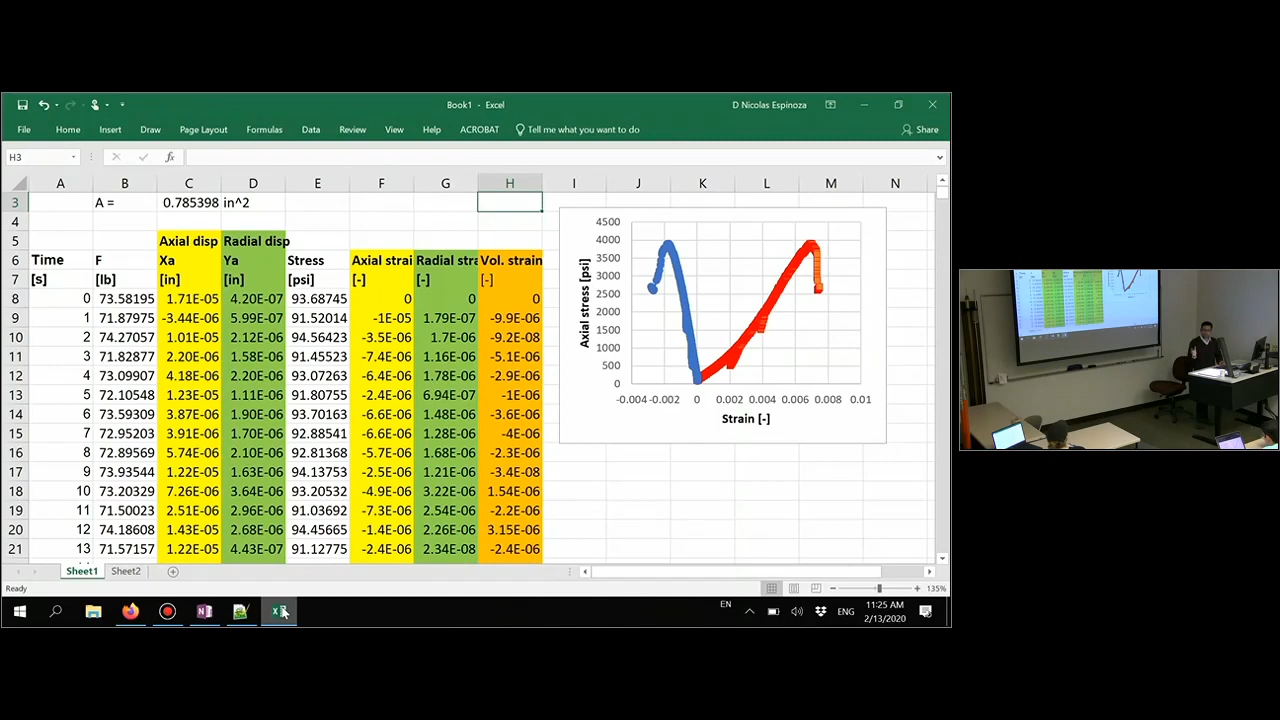 Book1 - Excel
D Nicolas Espinoza
File Home Insert Draw Page Layout Formulas Data Review View Help ACROBAT Tell me what you want to do Share
H3 fx
A B C D E F G H I J K L M N
3 A = 0.785398 in^2
4
5 Axial disp Radial disp
6 Time F Xa Ya Stress Axial strai Radial stra Vol. strain
7 [s] [lb] [in] [in] [psi] [-] [-] [-]
8 0 73.58195 1.71E-05 4.20E-07 93.68745 0 0 0
9 1 71.87975 -3.44E-06 5.99E-07 91.52014 -1E-05 1.79E-07 -9.9E-06
10 2 74.27057 1.01E-05 2.12E-06 94.56423 -3.5E-06 1.7E-06 -9.2E-08
11 3 71.82877 2.20E-06 1.58E-06 91.45523 -7.4E-06 1.16E-06 -5.1E-06
12 4 73.09907 4.18E-06 2.20E-06 93.07263 -6.4E-06 1.78E-06 -2.9E-06
13 5 72.10548 1.23E-05 1.11E-06 91.80755 -2.4E-06 6.94E-07 -1E-06
14 6 73.59309 3.87E-06 1.90E-06 93.70163 -6.6E-06 1.48E-06 -3.6E-06
15 7 72.95203 3.91E-06 1.70E-06 92.88541 -6.6E-06 1.28E-06 -4E-06
16 8 72.89569 5.74E-06 2.10E-06 92.81368 -5.7E-06 1.68E-06 -2.3E-06
17 9 73.93544 1.22E-05 1.63E-06 94.13753 -2.5E-06 1.21E-06 -3.4E-08
18 10 73.20329 7.26E-06 3.64E-06 93.20532 -4.9E-06 3.22E-06 1.54E-06
19 11 71.50023 2.51E-06 2.96E-06 91.03692 -7.3E-06 2.54E-06 -2.2E-06
20 12 74.18608 1.43E-05 2.68E-06 94.45665 -1.4E-06 2.26E-06 3.15E-06
21 13 71.57157 1.22E-05 4.43E-07 91.12775 -2.4E-06 2.34E-08 -2.4E-06
4500
4000
3500
3000
2500
2000
1500
1000
500
0
Axial stress [psi]
-0.004 -0.002 0 0.002 0.004 0.006 0.008 0.01
Strain [-]
Sheet1 Sheet2
Ready 135%
EN ENG 11:25 AM
2/13/2020